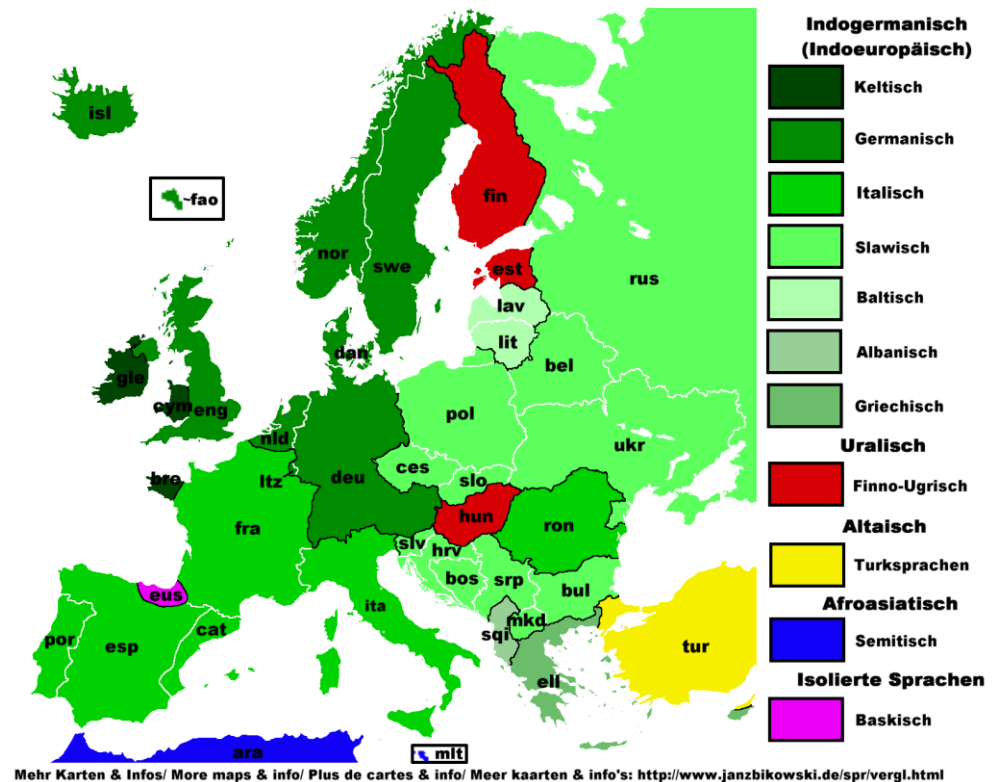 Indogermanisch
(Indoeuropäisch)
Keltisch
Germanisch
Italisch
Slawisch
Baltisch
Albanisch
Griechisch
Uralisch
Finno-Ugrisch
Altaisch
Turksprachen
Afroasiatisch
Semitisch
Isolierte Sprachen
Baskisch
isl
~fao
fin
nor
swe
est
rus
lav
lit
dan
gle
cym
eng
bel
pol
nld
ukr
bre
ltz
deu
ces
slo
fra
hun
ron
slv
hrv
bos
srp
bul
eus
ita
cat
mkd
sqi
por
esp
tur
ell
ara
mlt
Mehr Karten & Infos/ More maps & info/ Plus de cartes & info/ Meer kaarten & info's: http://www.janzbikowski.de/spr/vergl.html